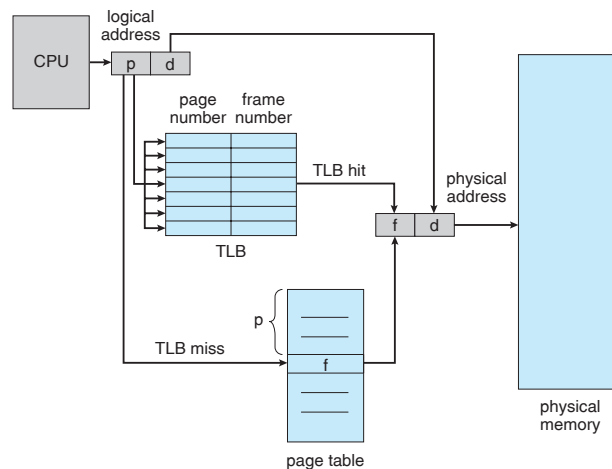 logical
address
CPU
p
d
page
number
frame
number
TLB hit
TLB
physical
address
f
d
p
TLB miss
f
page table
physical
memory